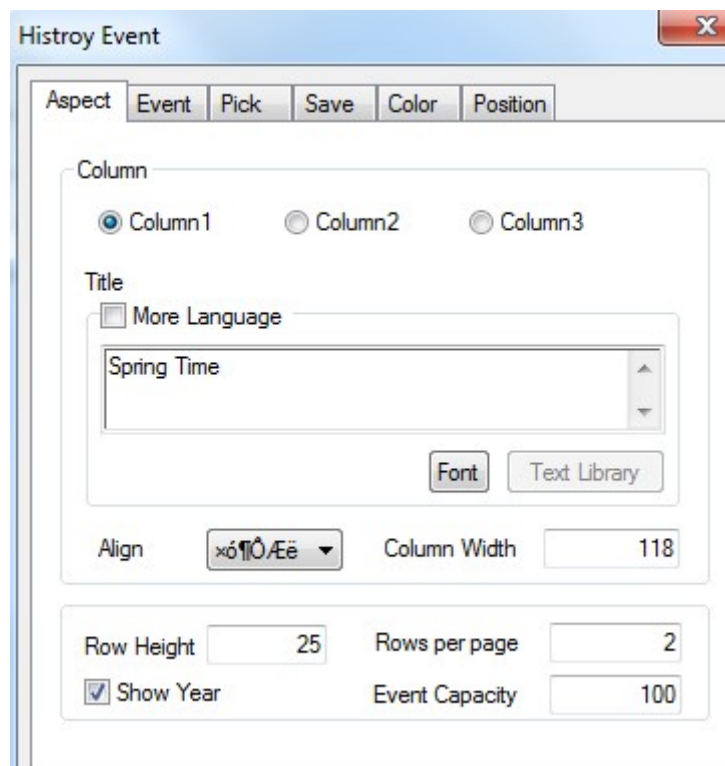 Histroy Event
Aspect Event Pick Save Color Position
Column
Column1 Column2 Column3
Title
More Language
Spring Time
Font Text Library
Align ×ó¶ÔÆë Column Width 118
Row Height 25 Rows per page 2
Show Year Event Capacity 100